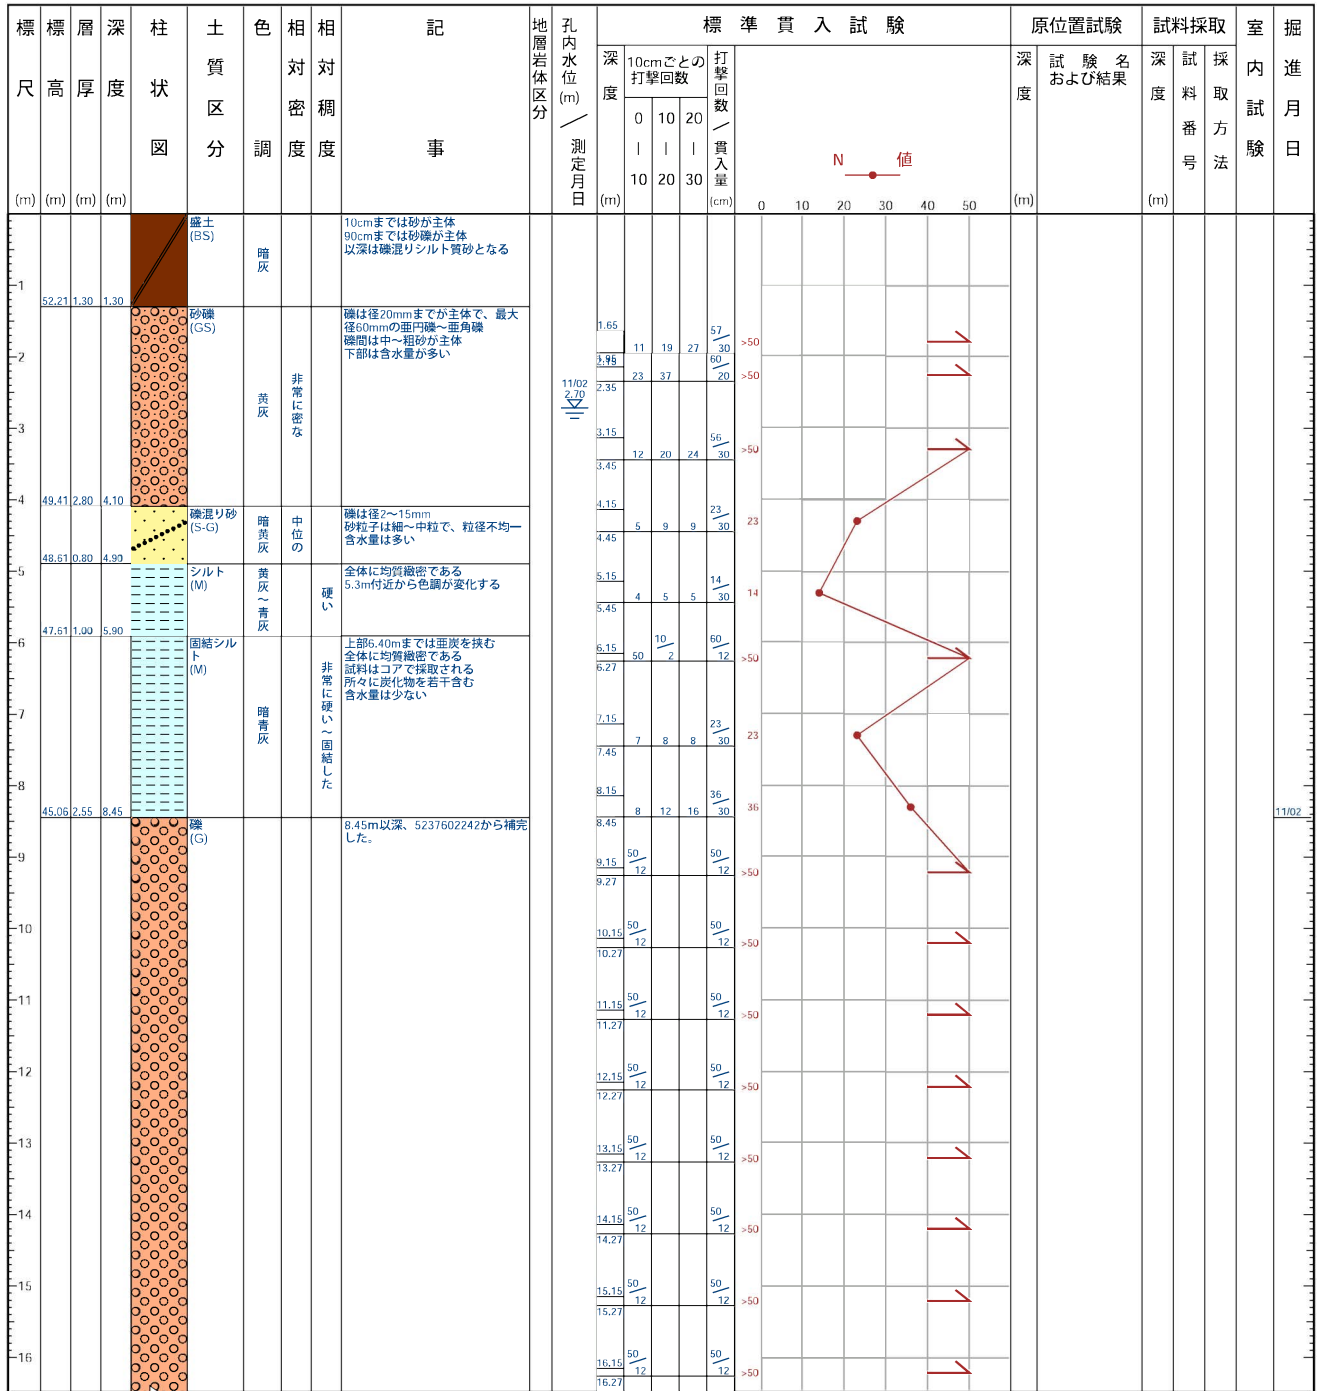 標尺 (m)
標高 (m)
層厚 (m)
深度 (m)
柱状図
土質区分
色調
相対密度
相対稠度
記事
地層岩体区分
孔内水位(m)/測定月日
標準貫入試験
深度 (m)
10cmごとの
打撃回数
0 10 20
| | |
10 20 30
打撃回数/貫入量 (cm)
N 値
0 10 20 30 40 50
原位置試験
深度 (m)
試験名
および結果
試料採取
深度 (m)
試料番号
採取方法
室内試験
掘進月日
盛土
(BS)
暗灰
10cmまでは砂が主体
90cmまでは砂礫が主体
以深は礫混りシルト質砂となる
1
52.21 1.30 1.30
砂礫
(GS)
黄灰
非常に密な
礫は径20mmまでが主体で、最大
径60mmの亜円礫~亜角礫
礫間は中~粗砂が主体
下部は含水量が多い
1.65
11 19 27 57/30 >50
1.95
2
2.15
23 37 60/20 >50
2.35
11/02
2.70
3
3.15
12 20 24 56/30 >50
3.45
4
49.41 2.80 4.10
礫混り砂
(S-G)
暗黄灰
中位の
礫は径2~15mm
砂粒子は細~中粒で、粒径不均一
含水量は多い
4.15
5 9 9 23/30 23
4.45
48.61 0.80 4.90
シルト
(M)
黄灰~青灰
硬い
全体に均質緻密である
5.3m付近から色調が変化する
5
5.15
4 5 5 14/30 14
5.45
47.61 1.00 5.90
固結シル
ト
(M)
暗青灰
非常に硬い~固結した
上部6.40mまでは亜炭を挟む
全体に均質緻密である
試料はコアで採取される
所々に炭化物を若干含む
含水量は少ない
6
6.15
50 10/2 60/12 >50
6.27
7
7.15
7 8 8 23/30 23
7.45
8
8.15
8 12 16 36/30 36
8.45
45.06 2.55 8.45
11/02
礫
(G)
8.45m以深、5237602242から補完
した。
9
9.15
50/12 50/12 >50
9.27
10
10.15
50/12 50/12 >50
10.27
11
11.15
50/12 50/12 >50
11.27
12
12.15
50/12 50/12 >50
12.27
13
13.15
50/12 50/12 >50
13.27
14
14.15
50/12 50/12 >50
14.27
15
15.15
50/12 50/12 >50
15.27
16
16.15
50/12 50/12 >50
16.27